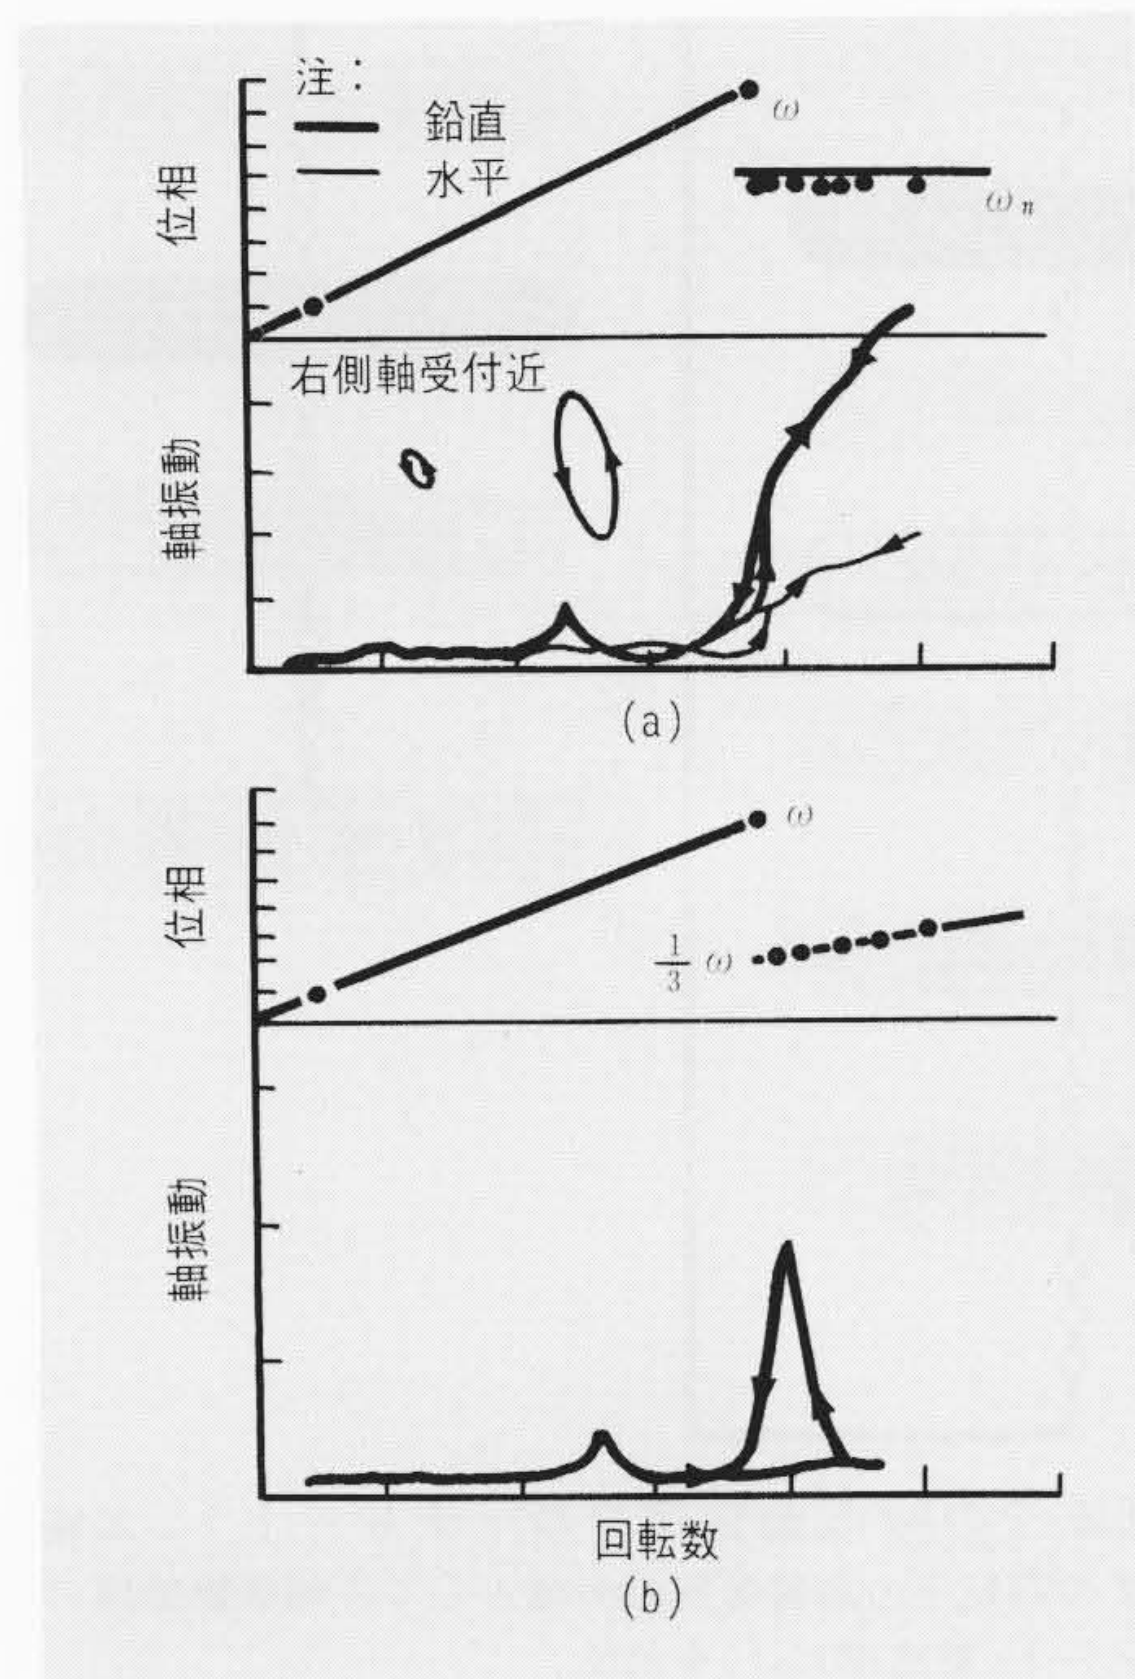 注：
鉛直
水平
位相
ω
ωn
右側軸受付近
軸振動
(a)
位相
ω
1/3 ω
軸振動
回転数
(b)